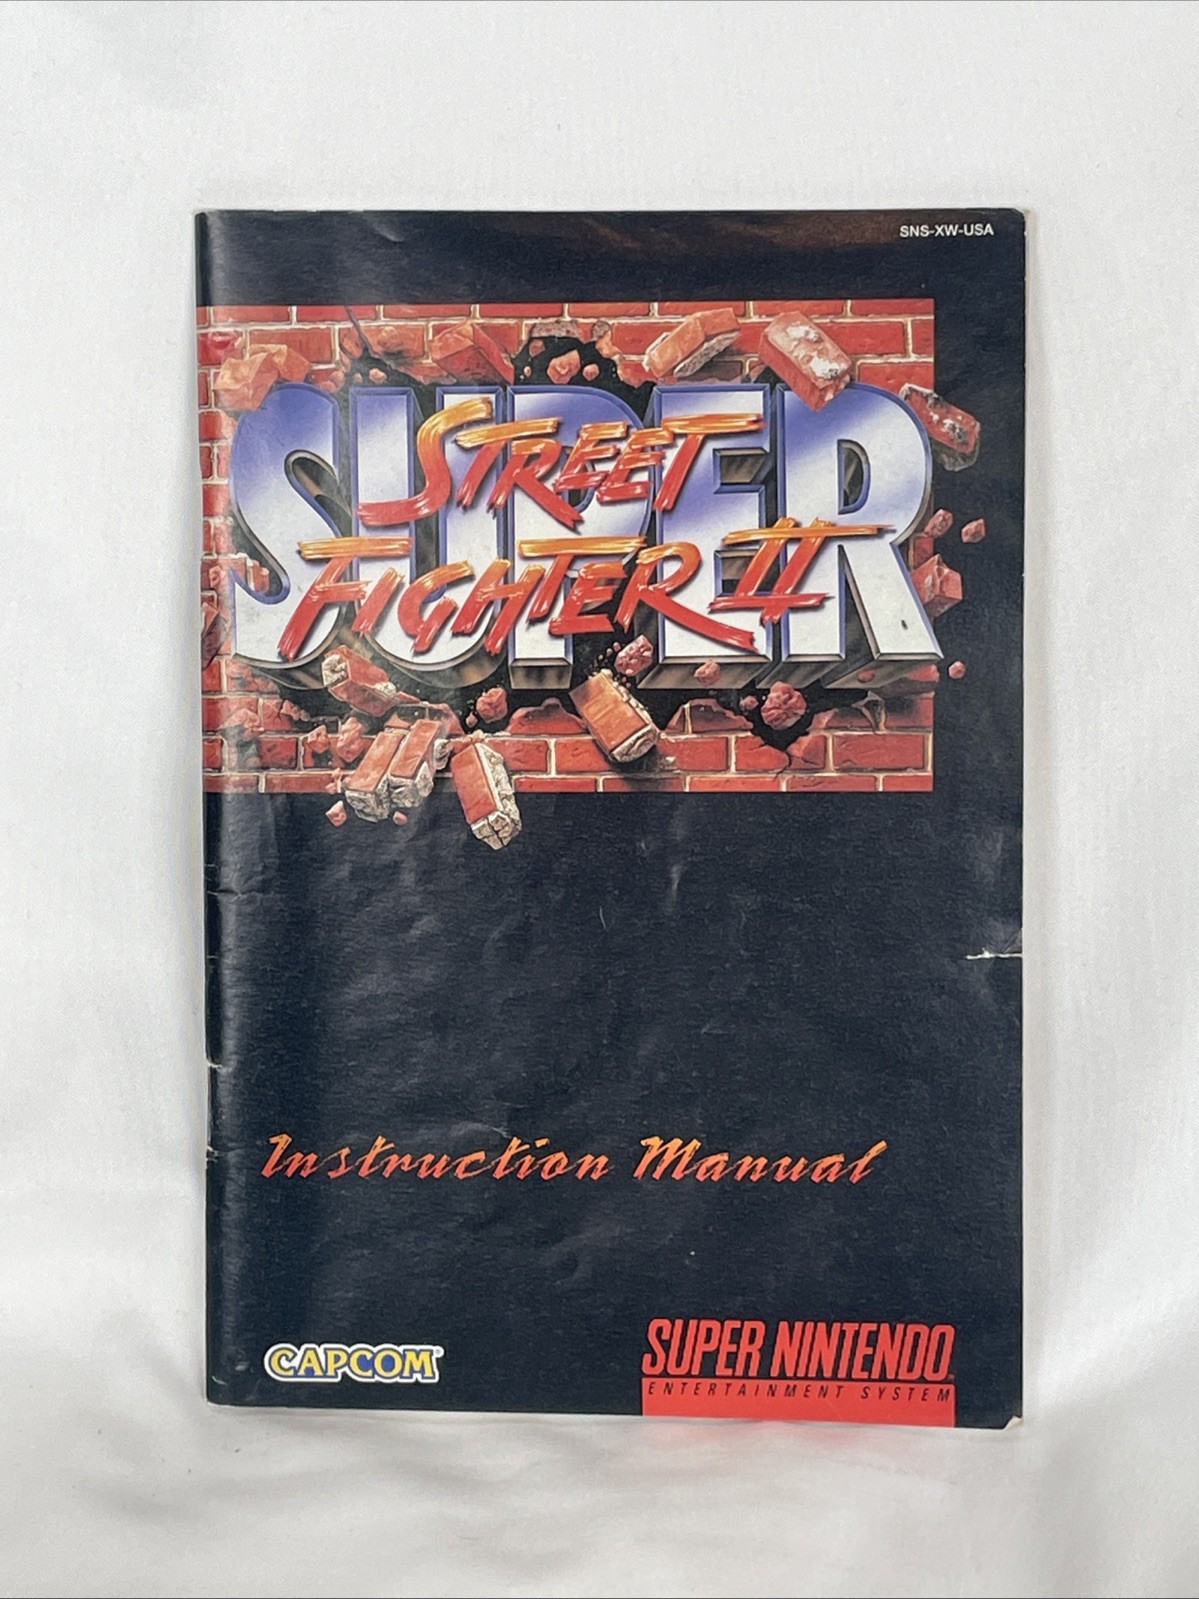 SNS-XW-USA
SUPER
STREET
FIGHTER II
Instruction Manual
CAPCOM®
SUPER NINTENDO
ENTERTAINMENT SYSTEM